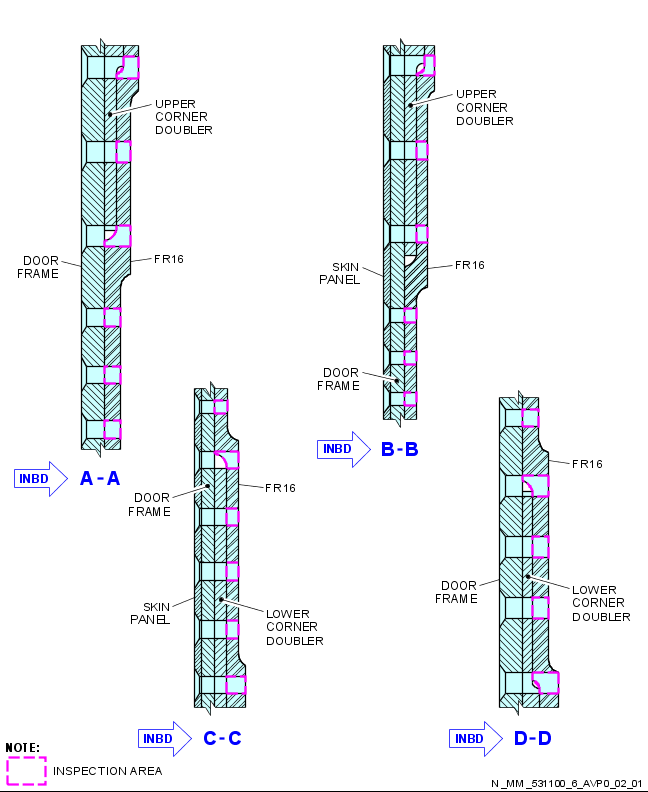 UPPER
CORNER
DOUBLER
DOOR
FRAME
FR16
INBD
A-A
UPPER
CORNER
DOUBLER
SKIN
PANEL
FR16
DOOR
FRAME
INBD
B-B
DOOR
FRAME
FR16
SKIN
PANEL
LOWER
CORNER
DOUBLER
INBD
C-C
FR16
DOOR
FRAME
LOWER
CORNER
DOUBLER
INBD
D-D
NOTE:
INSPECTION AREA
N_MM_531100_6_AVP0_02_01